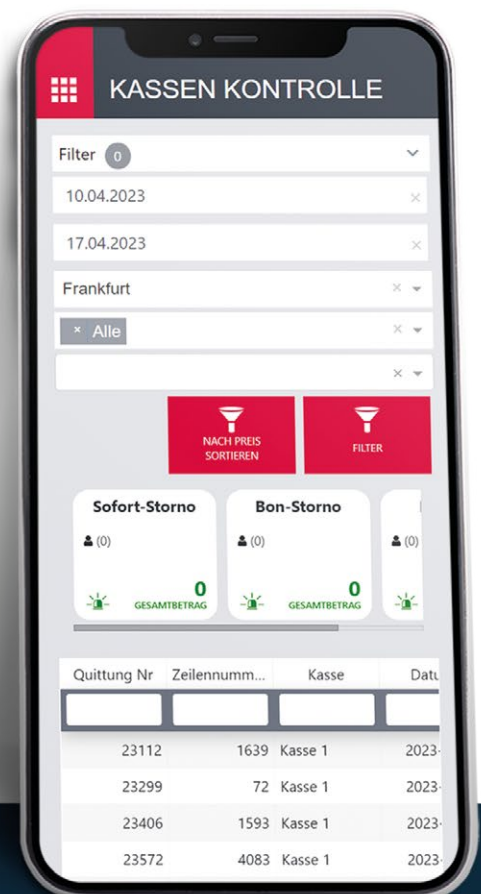 KASSEN KONTROLLE
Filter 0
10.04.2023 ×
17.04.2023 ×
Frankfurt ×
× Alle ×
×
NACH PREIS SORTIEREN
FILTER
Sofort-Storno Bon-Storno
(0) (0) (0)
0 0
GESAMTBETRAG GESAMTBETRAG
Quittung Nr Zeilennumm... Kasse Datu
23112 1639 Kasse 1 2023-
23299 72 Kasse 1 2023-
23406 1593 Kasse 1 2023-
23572 4083 Kasse 1 2023-